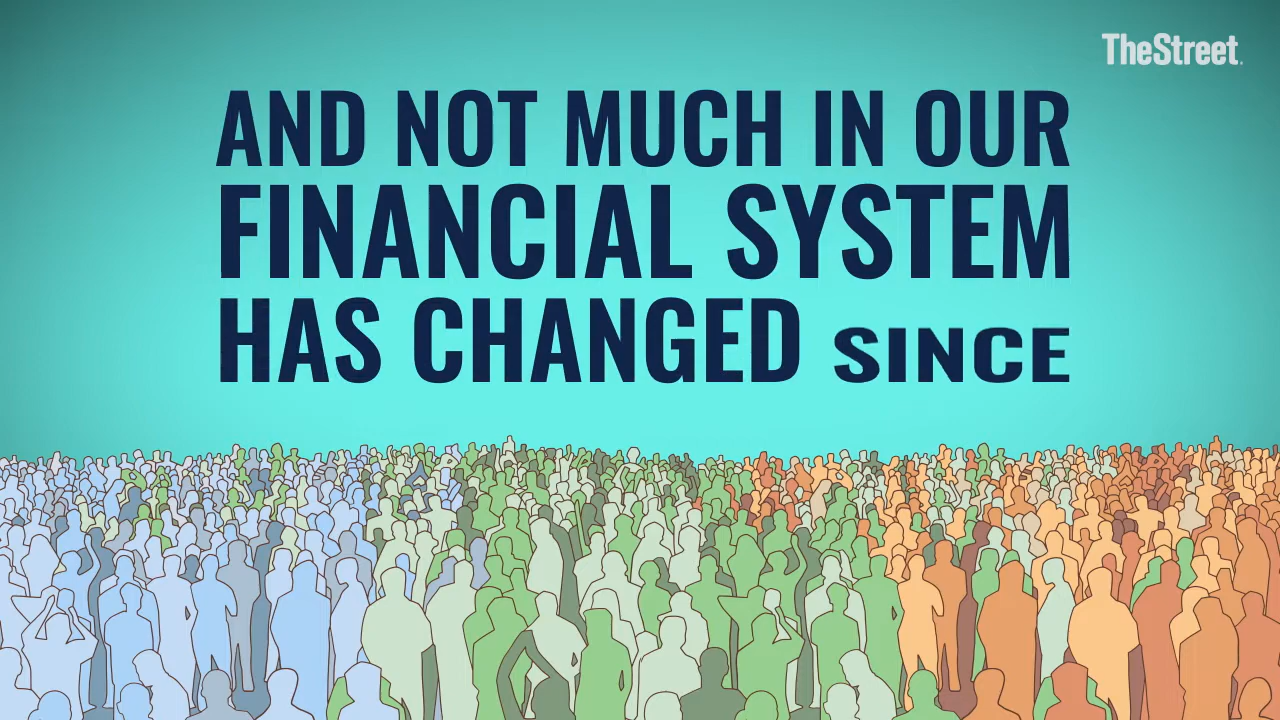 TheStreet.
AND NOT MUCH IN OUR
FINANCIAL SYSTEM
HAS CHANGED SINCE